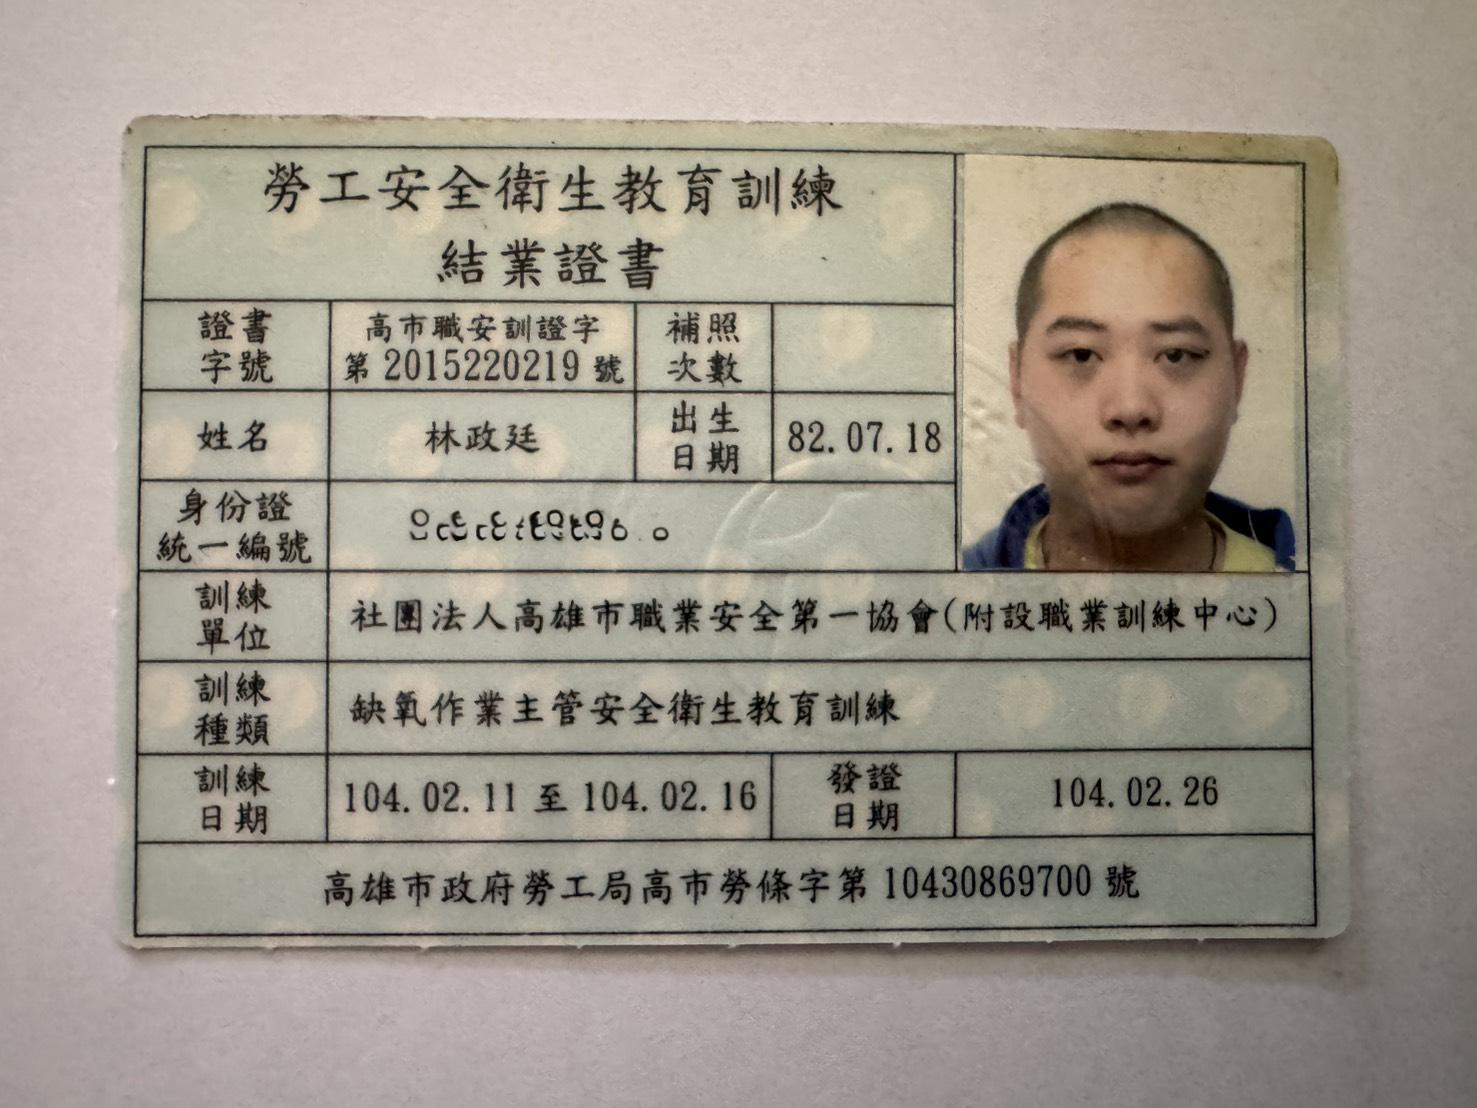 勞工安全衛生教育訓練
結業證書
證書字號
高市職安訓證字
第 2015220219 號
補照次數
姓名
林政廷
出生日期
82.07.18
身份證統一編號
訓練單位
社團法人高雄市職業安全第一協會(附設職業訓練中心)
訓練種類
缺氧作業主管安全衛生教育訓練
訓練日期
104.02.11 至 104.02.16
發證日期
104.02.26
高雄市政府勞工局高市勞條字第 10430869700 號